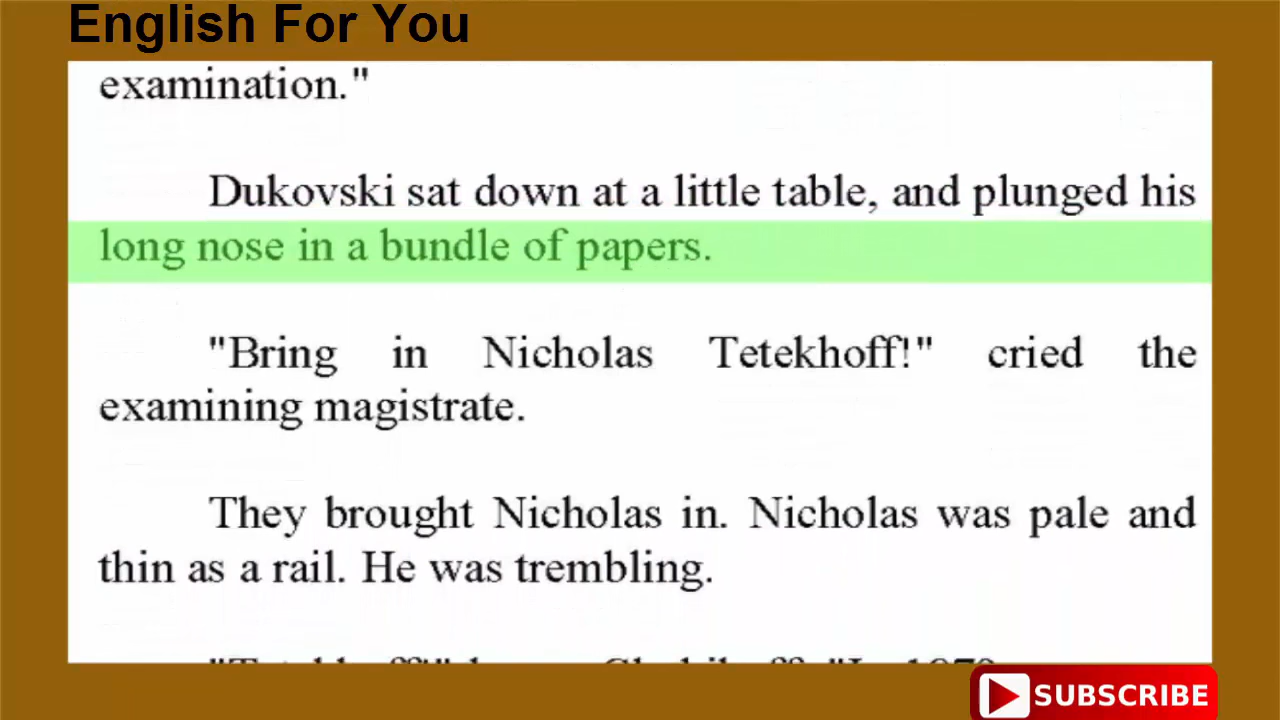 English For You
examination."
Dukovski sat down at a little table, and plunged his
long nose in a bundle of papers.
"Bring in Nicholas Tetekhoff!" cried the
examining magistrate.
They brought Nicholas in. Nicholas was pale and
thin as a rail. He was trembling.
SUBSCRIBE